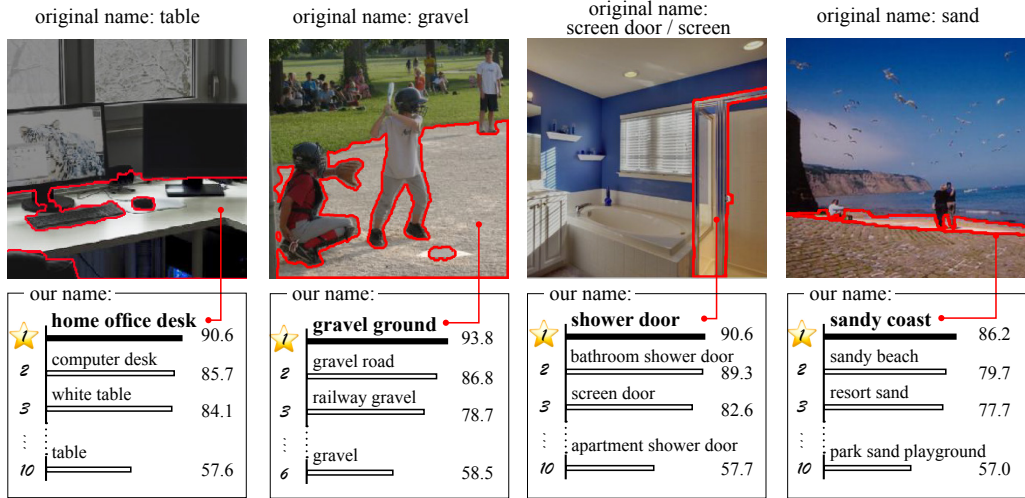 original name: table
our name:
1 home office desk 90.6
2 computer desk 85.7
3 white table 84.1
10 table 57.6
original name: gravel
our name:
1 gravel ground 93.8
2 gravel road 86.8
3 railway gravel 78.7
6 gravel 58.5
original name:
screen door / screen
our name:
1 shower door 90.6
2 bathroom shower door 89.3
3 screen door 82.6
10 apartment shower door 57.7
original name: sand
our name:
1 sandy coast 86.2
2 sandy beach 79.7
3 resort sand 77.7
10 park sand playground 57.0